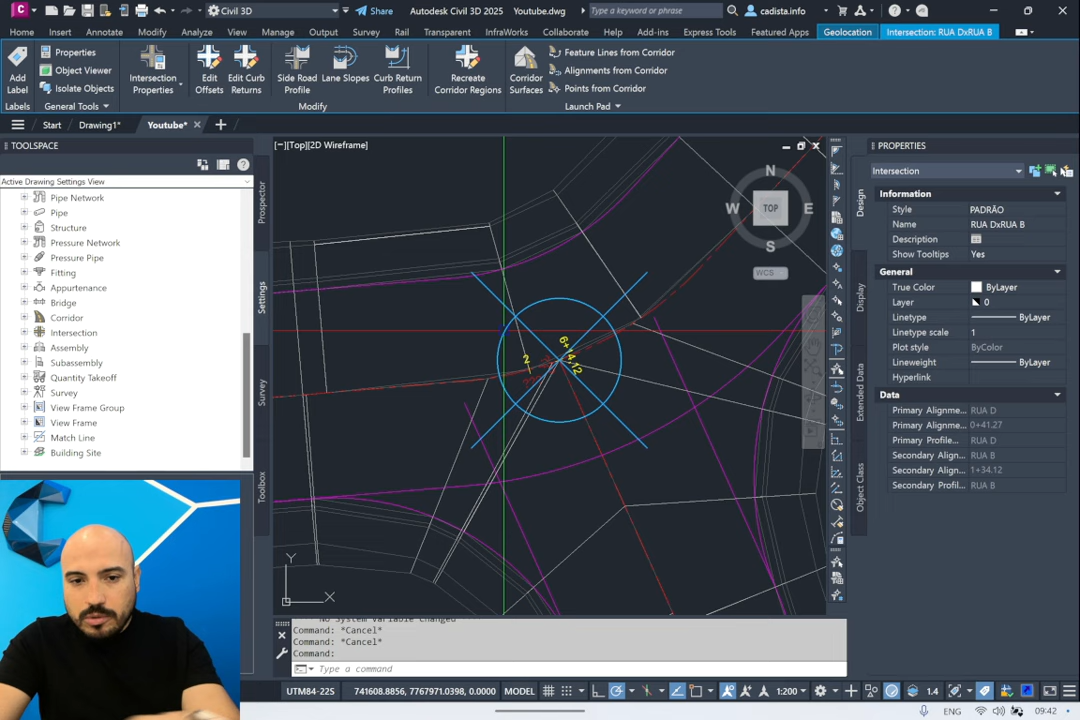 C
Civil 3D
Share
Autodesk Civil 3D 2025 Youtube.dwg
Type a keyword or phrase
cadista.info
Home Insert Annotate Modify Analyze View Manage Output Survey Rail Transparent InfraWorks Collaborate Help Add-ins Express Tools Featured Apps Geolocation Intersection: RUA DxRUA B
Properties
Object Viewer
Isolate Objects
Add Label
Intersection Properties
Edit Offsets
Edit Curb Returns
Side Road Profile
Lane Slopes
Curb Return Profiles
Recreate Corridor Regions
Corridor Surfaces
Feature Lines from Corridor
Alignments from Corridor
Points from Corridor
Labels General Tools Modify Launch Pad
Start Drawing1* Youtube*
TOOLSPACE
Active Drawing Settings View
Pipe Network
Pipe
Structure
Pressure Network
Pressure Pipe
Fitting
Appurtenance
Bridge
Corridor
Intersection
Assembly
Subassembly
Quantity Takeoff
Survey
View Frame Group
View Frame
Match Line
Building Site
Prospector
Settings
Survey
Toolbox
[−][Top][2D Wireframe]
N
W TOP E
S
WCS
6+14.12
2
Y
X
No System Variable Changed
Command: *Cancel*
Command: *Cancel*
Command:
Type a command
PROPERTIES
Intersection
Design
Display
Extended Data
Object Class
Information
Style PADRÃO
Name RUA DxRUA B
Description
Show Tooltips Yes
General
True Color ByLayer
Layer 0
Linetype ByLayer
Linetype scale 1
Plot style ByColor
Lineweight ByLayer
Hyperlink
Data
Primary Alignme... RUA D
Primary Alignme... 0+41.27
Primary Profile... RUA D
Secondary Align... RUA B
Secondary Align... 1+34.12
Secondary Profil... RUA B
UTM84-22S 741608.8856, 7767971.0398, 0.0000 MODEL 1:200 1.4
ENG 09:42